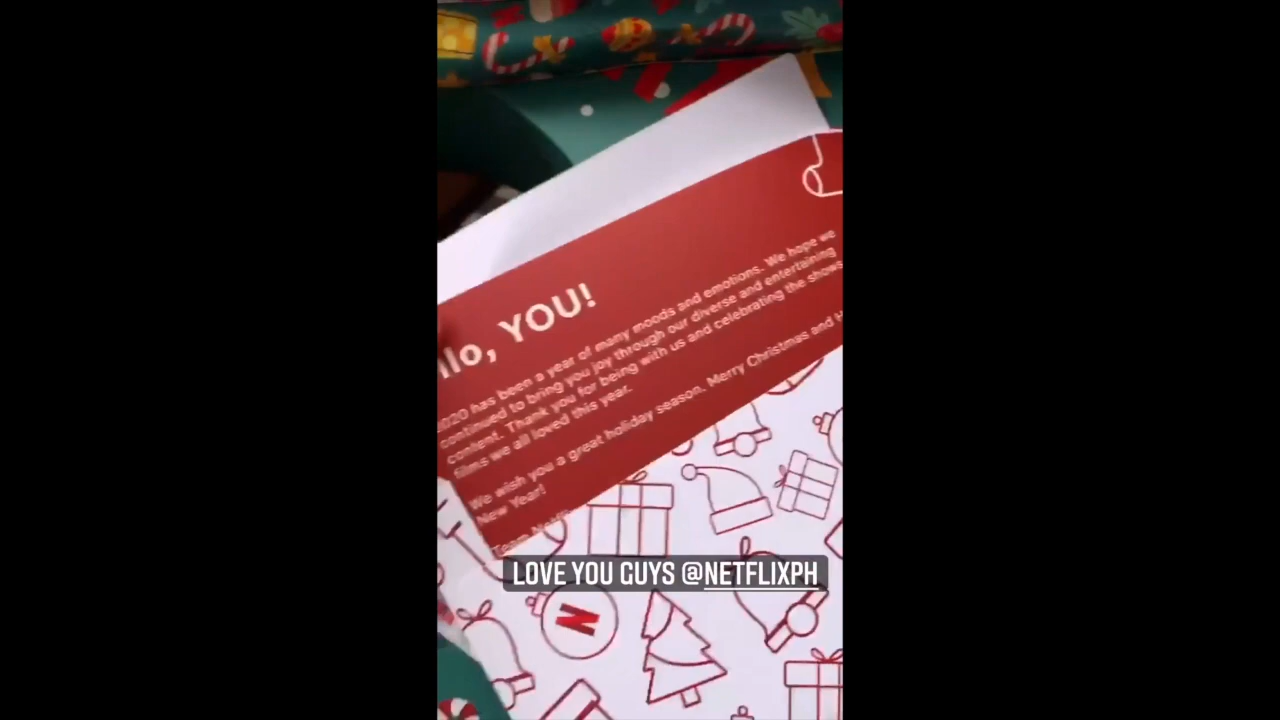 llo, YOU!
2020 has been a year of many moods and emotions. We hope we
continued to bring you joy through our diverse and entertaining
content. Thank you for being with us and celebrating the shows
films we all loved this year.
We wish you a great holiday season. Merry Christmas and H
New Year!
Team Netflix
LOVE YOU GUYS @NETFLIXPH
N